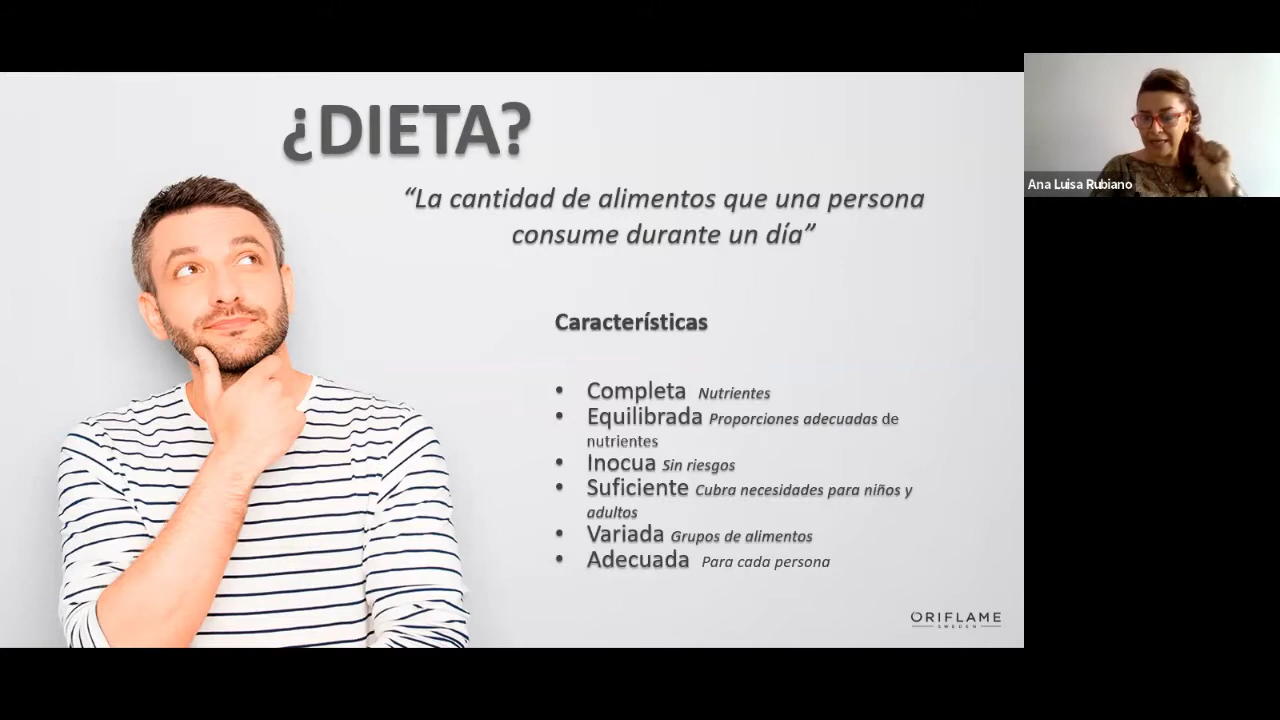 ¿DIETA?
“La cantidad de alimentos que una persona
consume durante un día”
Características
• Completa Nutrientes
• Equilibrada Proporciones adecuadas de
nutrientes
• Inocua Sin riesgos
• Suficiente Cubra necesidades para niños y
adultos
• Variada Grupos de alimentos
• Adecuada Para cada persona
ORIFLAME
SWEDEN
Ana Luisa Rubiano